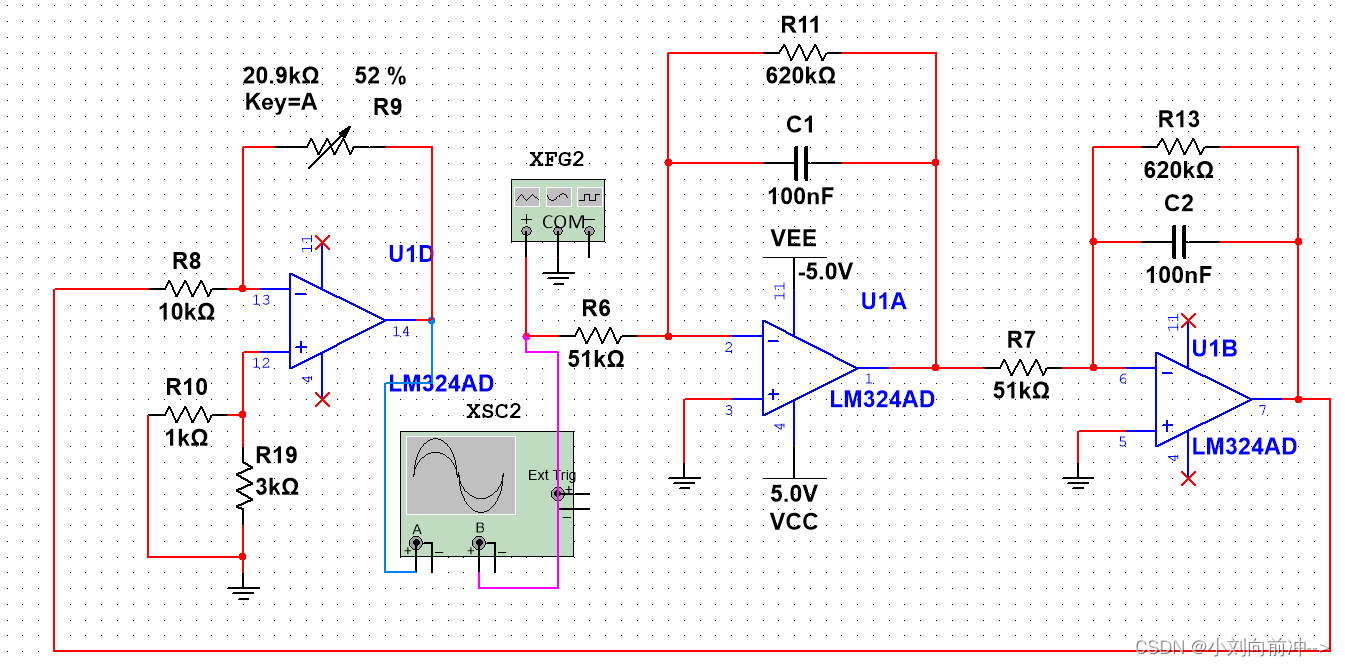 R11
620kΩ
20.9kΩ 52 %
Key=A R9
C1
100nF
XFG2
+ COM −
R13
620kΩ
C2
100nF
VEE
-5.0V
11
U1D
R8
10kΩ
13
−
+
12
14
4
LM324AD
R10
1kΩ
R19
3kΩ
XSC2
Ext Trig
+
−
A
B
+ − + −
R6
51kΩ
11
U1A
2
−
3
+
1
4
LM324AD
5.0V
VCC
R7
51kΩ
11
U1B
6
−
5
+
7
4
LM324AD
CSDN @小刘向前冲-->